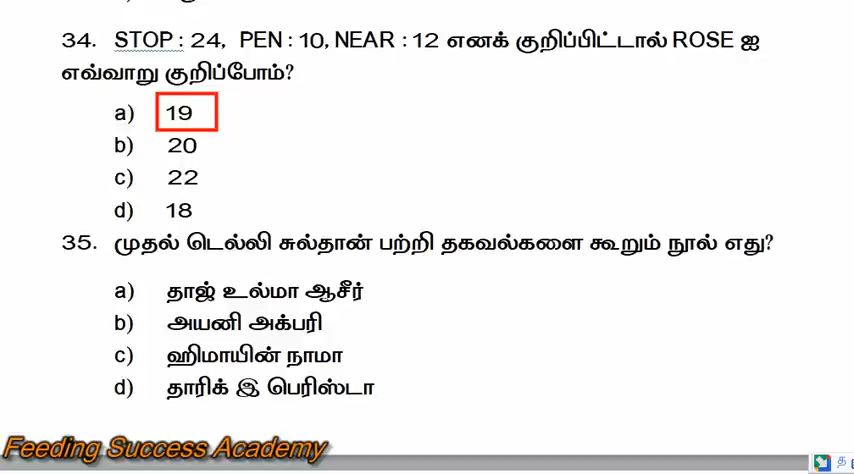 34. STOP : 24, PEN : 10, NEAR : 12 எனக் குறிப்பிட்டால் ROSE ஐ
எவ்வாறு குறிப்போம்?
a) 19
b) 20
c) 22
d) 18
35. முதல் டெல்லி சுல்தான் பற்றி தகவல்களை கூறும் நூல் எது?
a) தாஜ் உல்மா ஆசீர்
b) அயனி அக்பரி
c) ஹிமாயின் நாமா
d) தாரிக் இ பெரிஸ்டா
Feeding Success Academy